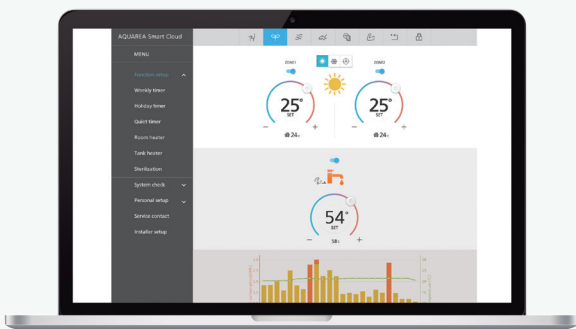 AQUAREA Smart Cloud
MENU
Function setup
Weekly timer
Holiday timer
Quiet timer
Room heater
Tank heater
Sterilization
System check
Personal setup
Service contact
Installer setup
ZONE1
ZONE2
25°
SET
- +
24
25°
SET
- +
24
54°
SET
- +
58